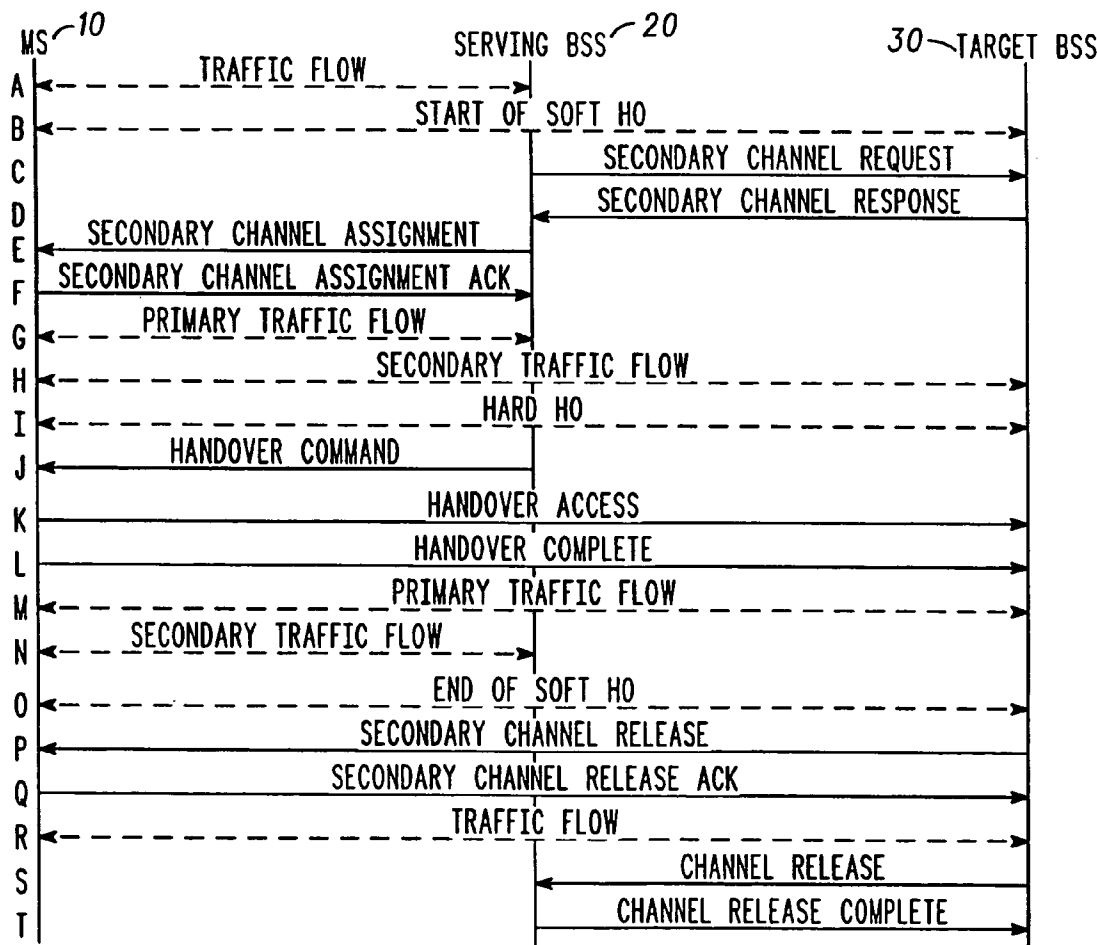 MS 10 SERVING BSS 20 30 TARGET BSS
A TRAFFIC FLOW
B START OF SOFT HO
C SECONDARY CHANNEL REQUEST
D SECONDARY CHANNEL RESPONSE
E SECONDARY CHANNEL ASSIGNMENT
F SECONDARY CHANNEL ASSIGNMENT ACK
G PRIMARY TRAFFIC FLOW
H SECONDARY TRAFFIC FLOW
I HARD HO
J HANDOVER COMMAND
K HANDOVER ACCESS
L HANDOVER COMPLETE
M PRIMARY TRAFFIC FLOW
N SECONDARY TRAFFIC FLOW
O END OF SOFT HO
P SECONDARY CHANNEL RELEASE
Q SECONDARY CHANNEL RELEASE ACK
R TRAFFIC FLOW
S CHANNEL RELEASE
T CHANNEL RELEASE COMPLETE